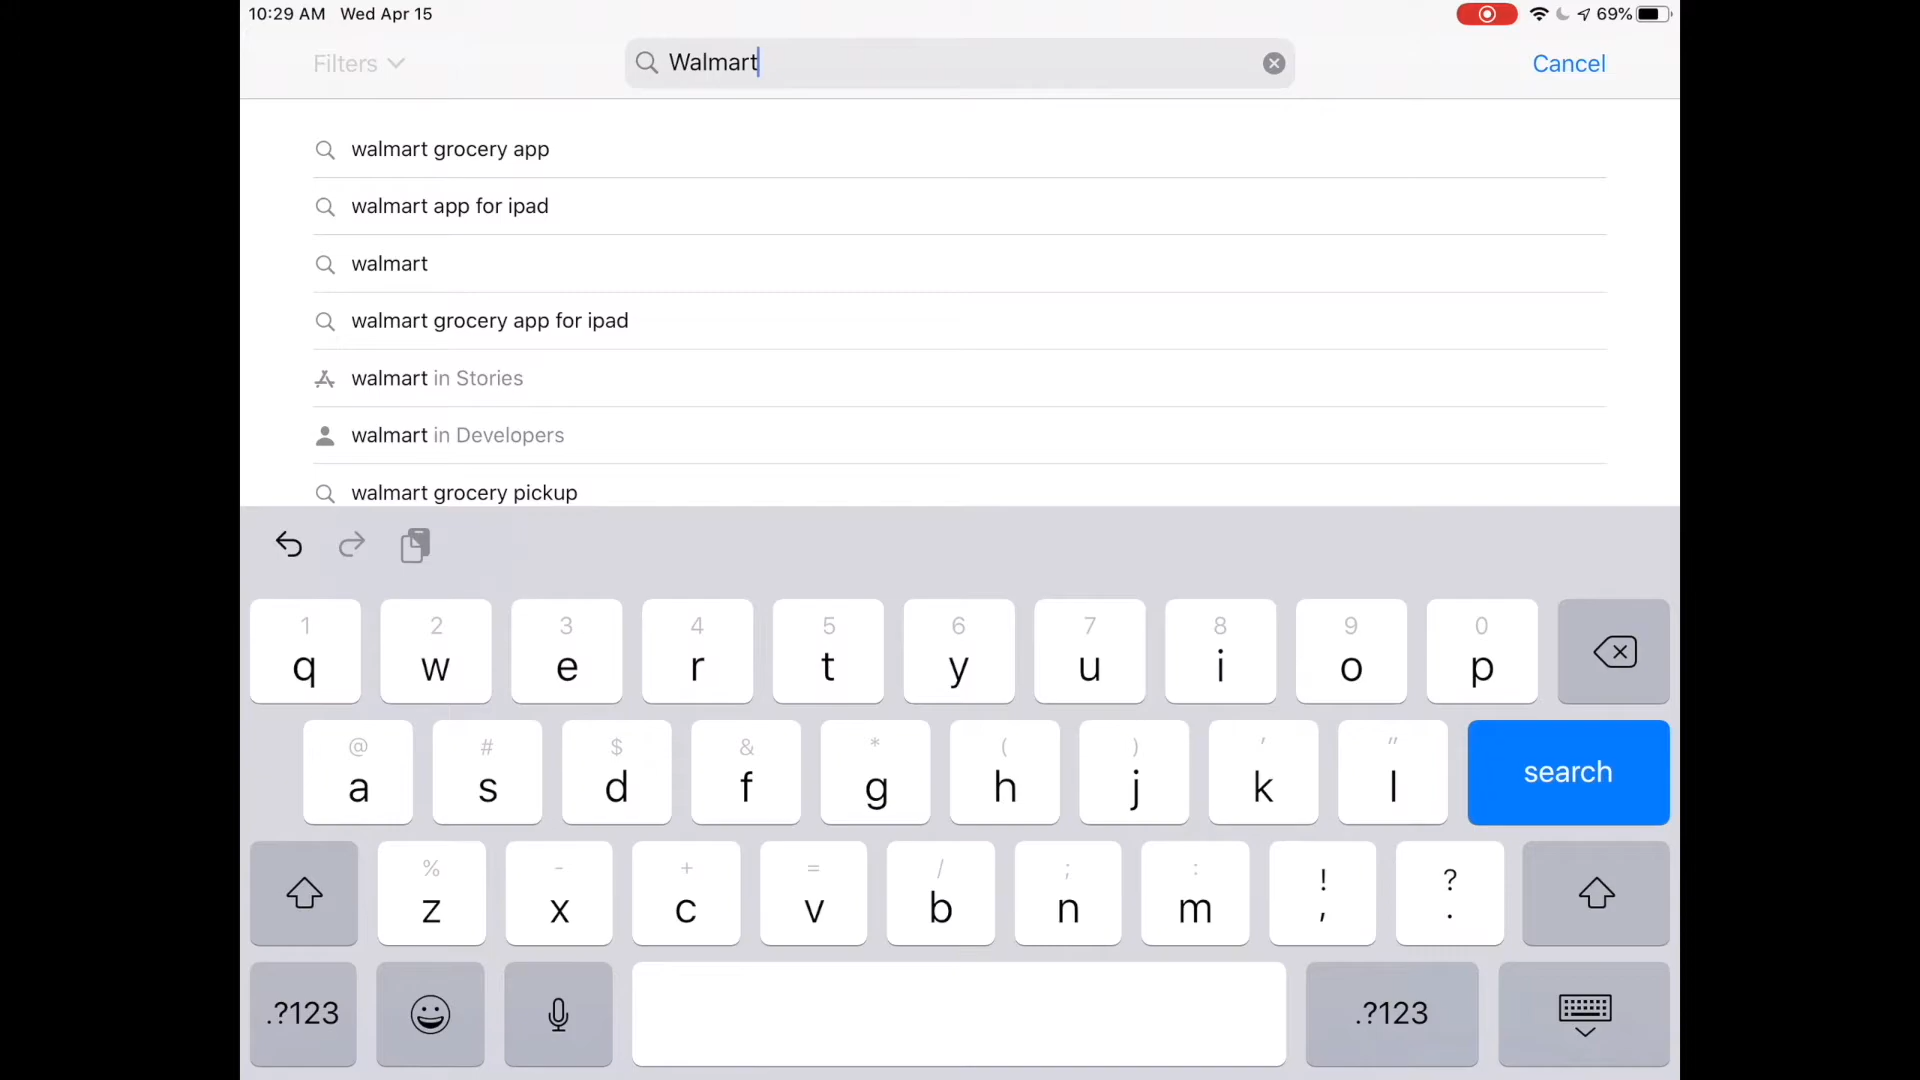 10:29 AM Wed Apr 15 69%
Filters Walmart Cancel
walmart grocery app
walmart app for ipad
walmart
walmart grocery app for ipad
walmart in Stories
walmart in Developers
walmart grocery pickup
1 2 3 4 5 6 7 8 9 0
q w e r t y u i o p
@ # $ & * ( ) ' "
a s d f g h j k l search
% - + = / ; : ! ?
z x c v b n m , .
.?123 .?123